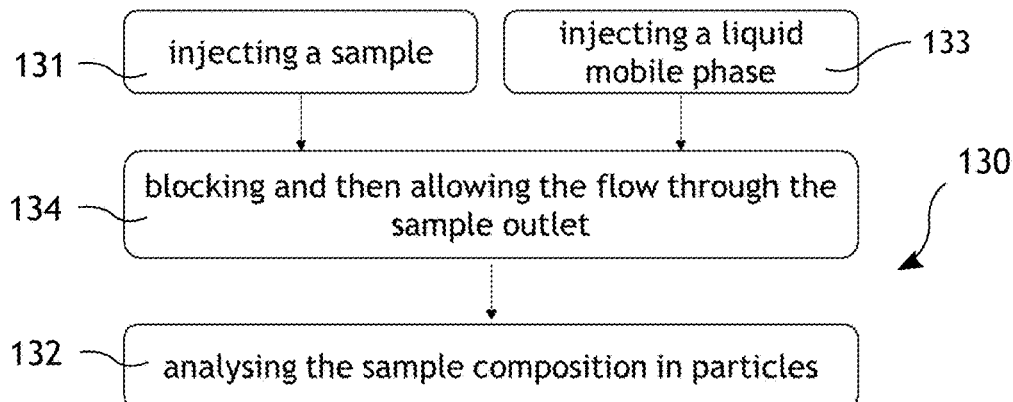 131
injecting a sample
injecting a liquid
mobile phase
133
134
blocking and then allowing the flow through the
sample outlet
130
132
analysing the sample composition in particles